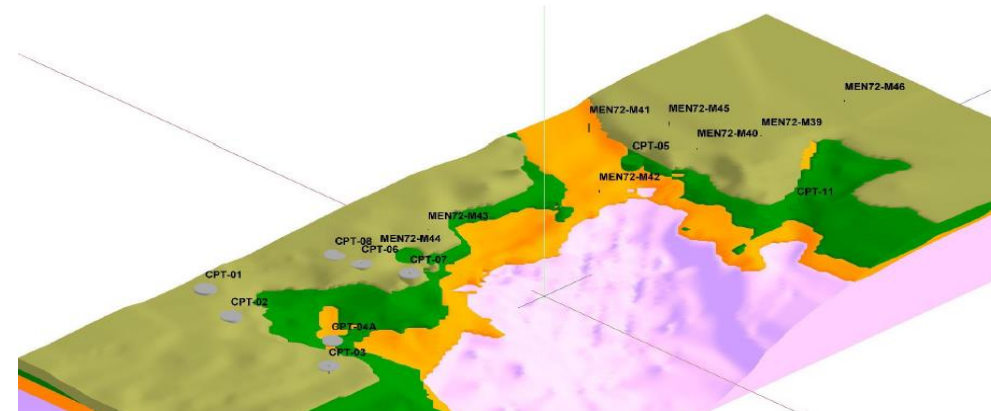 MEN72-M46
MEN72-M41
MEN72-M45
MEN72-M39
MEN72-M40
CPT-05
MEN72-M42
CPT-11
MEN72-M43
MEN72-M44
CPT-08
CPT-06
CPT-07
CPT-01
CPT-02
CPT-04A
CPT-03